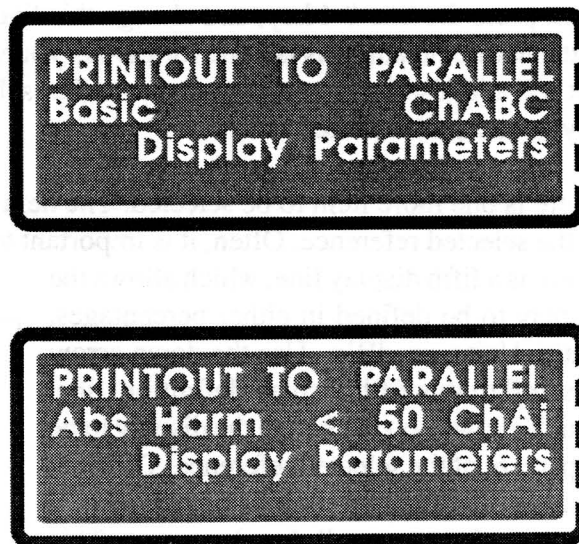 PRINTOUT TO PARALLEL
Basic ChABC
Display Parameters
PRINTOUT TO PARALLEL
Abs Harm < 50 ChAi
Display Parameters